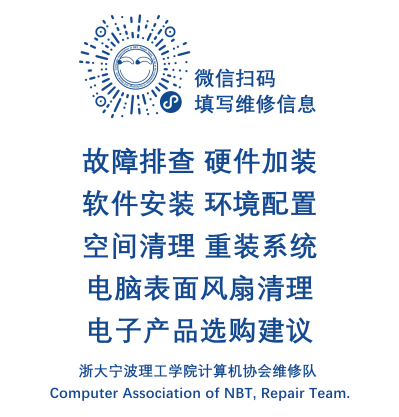 微信扫码
填写维修信息
故障排查 硬件加装
软件安装 环境配置
空间清理 重装系统
电脑表面风扇清理
电子产品选购建议
浙大宁波理工学院计算机协会维修队
Computer Association of NBT, Repair Team.